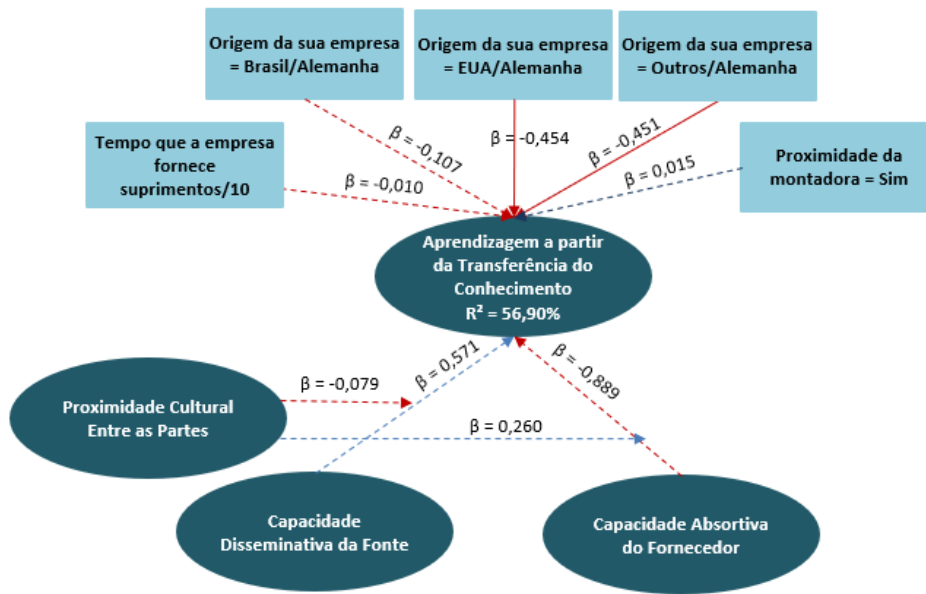 Origem da sua empresa
= Brasil/Alemanha
Origem da sua empresa
= EUA/Alemanha
Origem da sua empresa
= Outros/Alemanha
Tempo que a empresa
fornece
suprimentos/10
β = -0,107
β = -0,454
β = -0,451
β = -0,010
β = 0,015
Proximidade da
montadora = Sim
Aprendizagem a partir
da Transferência do
Conhecimento
R² = 56,90%
β = 0,571
β = -0,889
β = -0,079
Proximidade Cultural
Entre as Partes
β = 0,260
Capacidade
Disseminativa da Fonte
Capacidade Absortiva
do Fornecedor